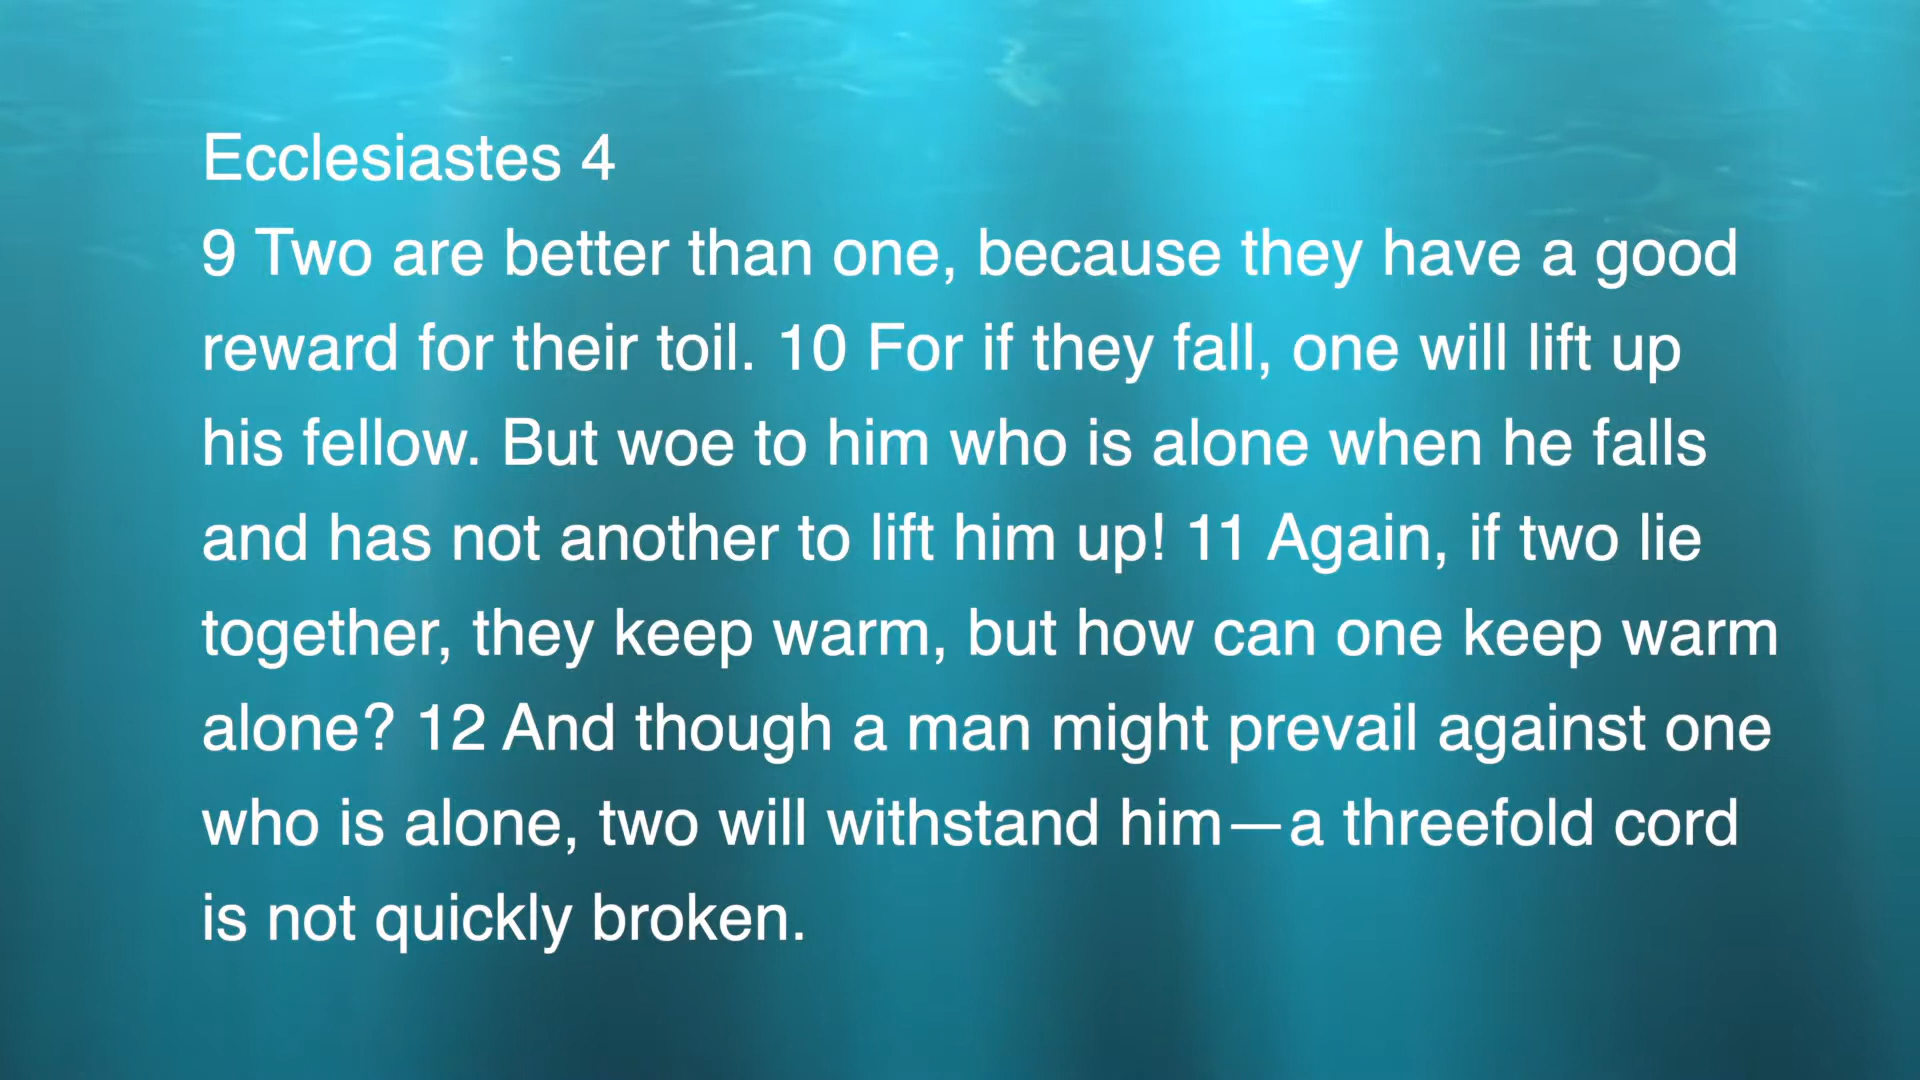 Ecclesiastes 4
9 Two are better than one, because they have a good
reward for their toil. 10 For if they fall, one will lift up
his fellow. But woe to him who is alone when he falls
and has not another to lift him up! 11 Again, if two lie
together, they keep warm, but how can one keep warm
alone? 12 And though a man might prevail against one
who is alone, two will withstand him—a threefold cord
is not quickly broken.